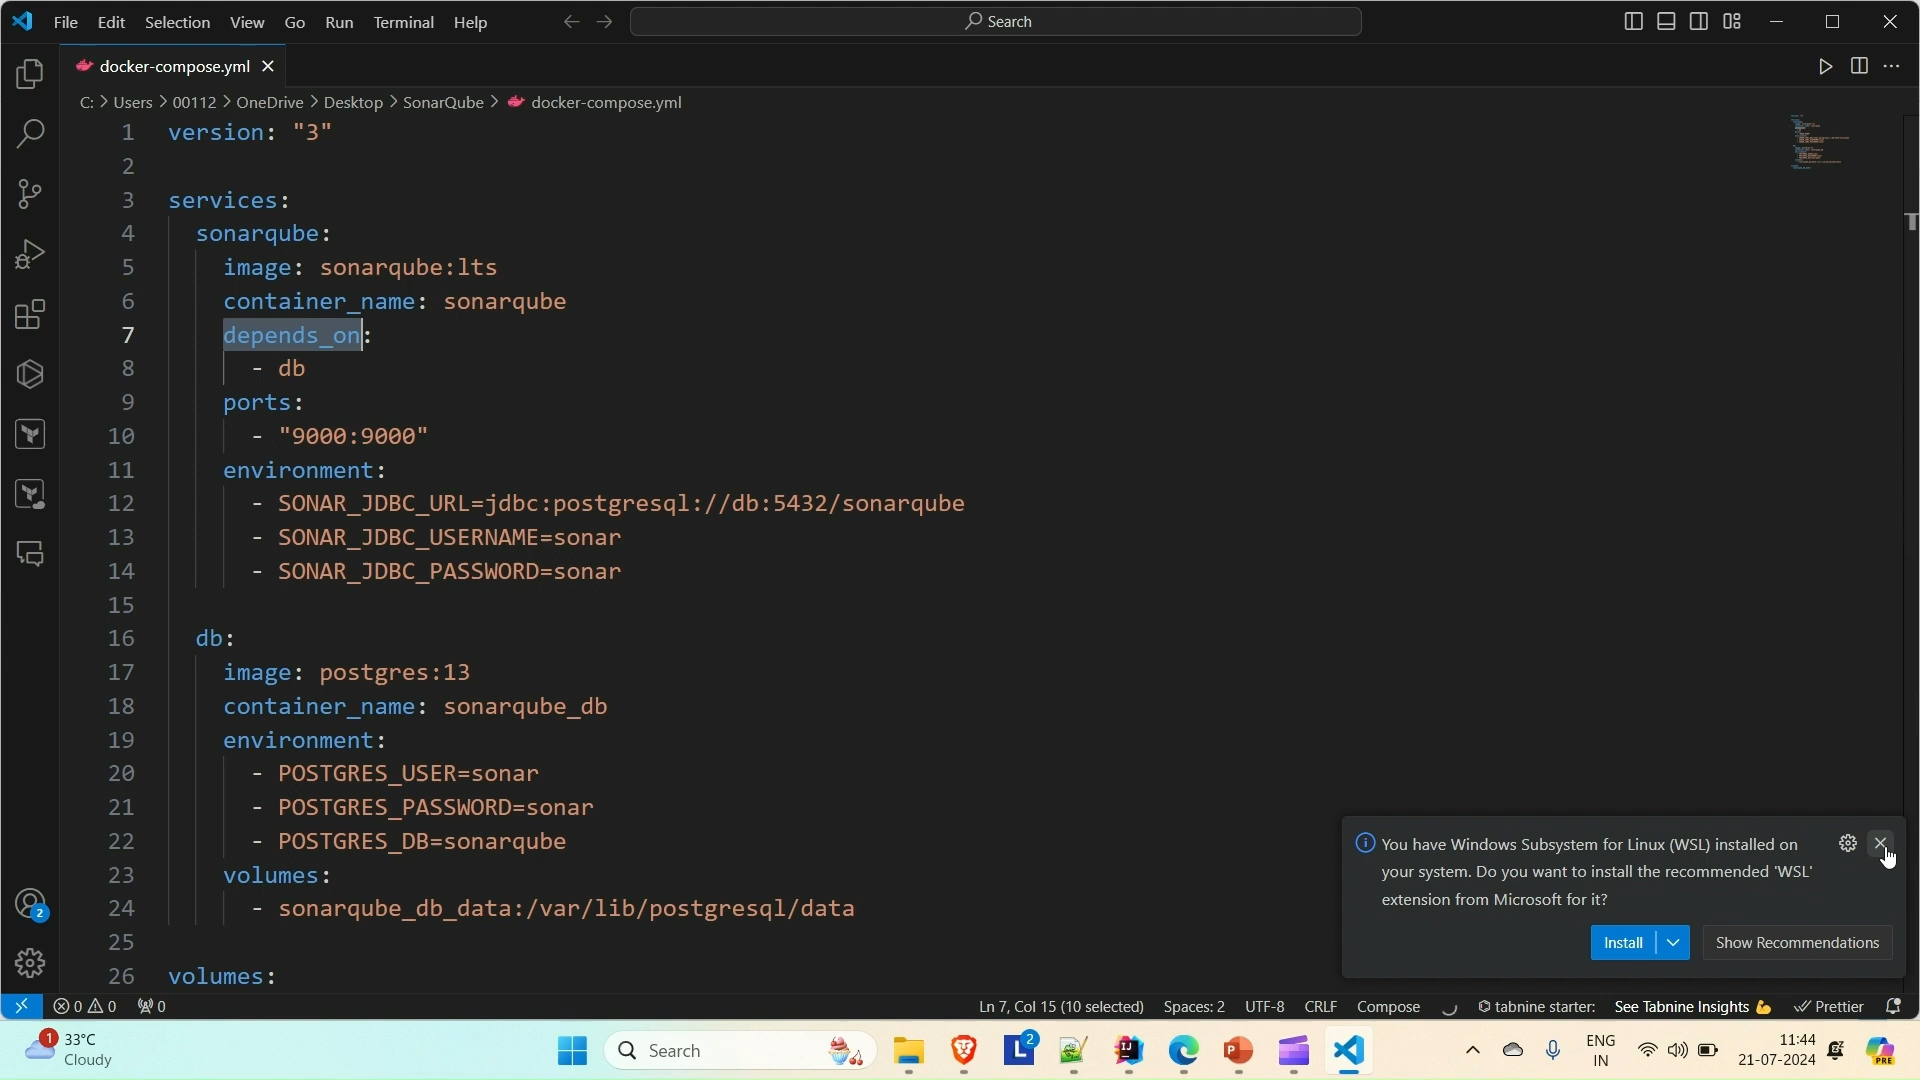 File Edit Selection View Go Run Terminal Help
Search
docker-compose.yml
C: > Users > 00112 > OneDrive > Desktop > SonarQube > docker-compose.yml
1 version: "3"
2
3 services:
4 sonarqube:
5 image: sonarqube:lts
6 container_name: sonarqube
7 depends_on:
8 - db
9 ports:
10 - "9000:9000"
11 environment:
12 - SONAR_JDBC_URL=jdbc:postgresql://db:5432/sonarqube
13 - SONAR_JDBC_USERNAME=sonar
14 - SONAR_JDBC_PASSWORD=sonar
15
16 db:
17 image: postgres:13
18 container_name: sonarqube_db
19 environment:
20 - POSTGRES_USER=sonar
21 - POSTGRES_PASSWORD=sonar
22 - POSTGRES_DB=sonarqube
23 volumes:
24 - sonarqube_db_data:/var/lib/postgresql/data
25
26 volumes:
You have Windows Subsystem for Linux (WSL) installed on
your system. Do you want to install the recommended 'WSL'
extension from Microsoft for it?
Install Show Recommendations
2
0 0 0 Ln 7, Col 15 (10 selected) Spaces: 2 UTF-8 CRLF Compose tabnine starter: See Tabnine Insights Prettier
1 33°C
Cloudy
Search
L 2
IJ
P
ENG
IN
11:44
21-07-2024
PRE